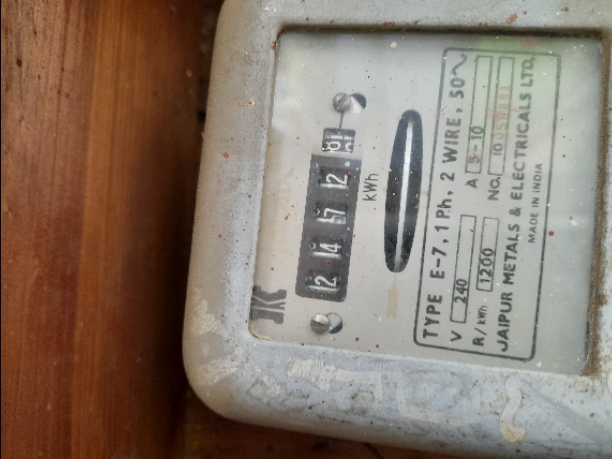 2 4 7 2
kWh
TYPE E-7, 1 Ph, 2 WIRE, 50~
V 240 A 5-10
R/kWh 1200 NO.
JAIPUR METALS & ELECTRICALS LTD.
MADE IN INDIA